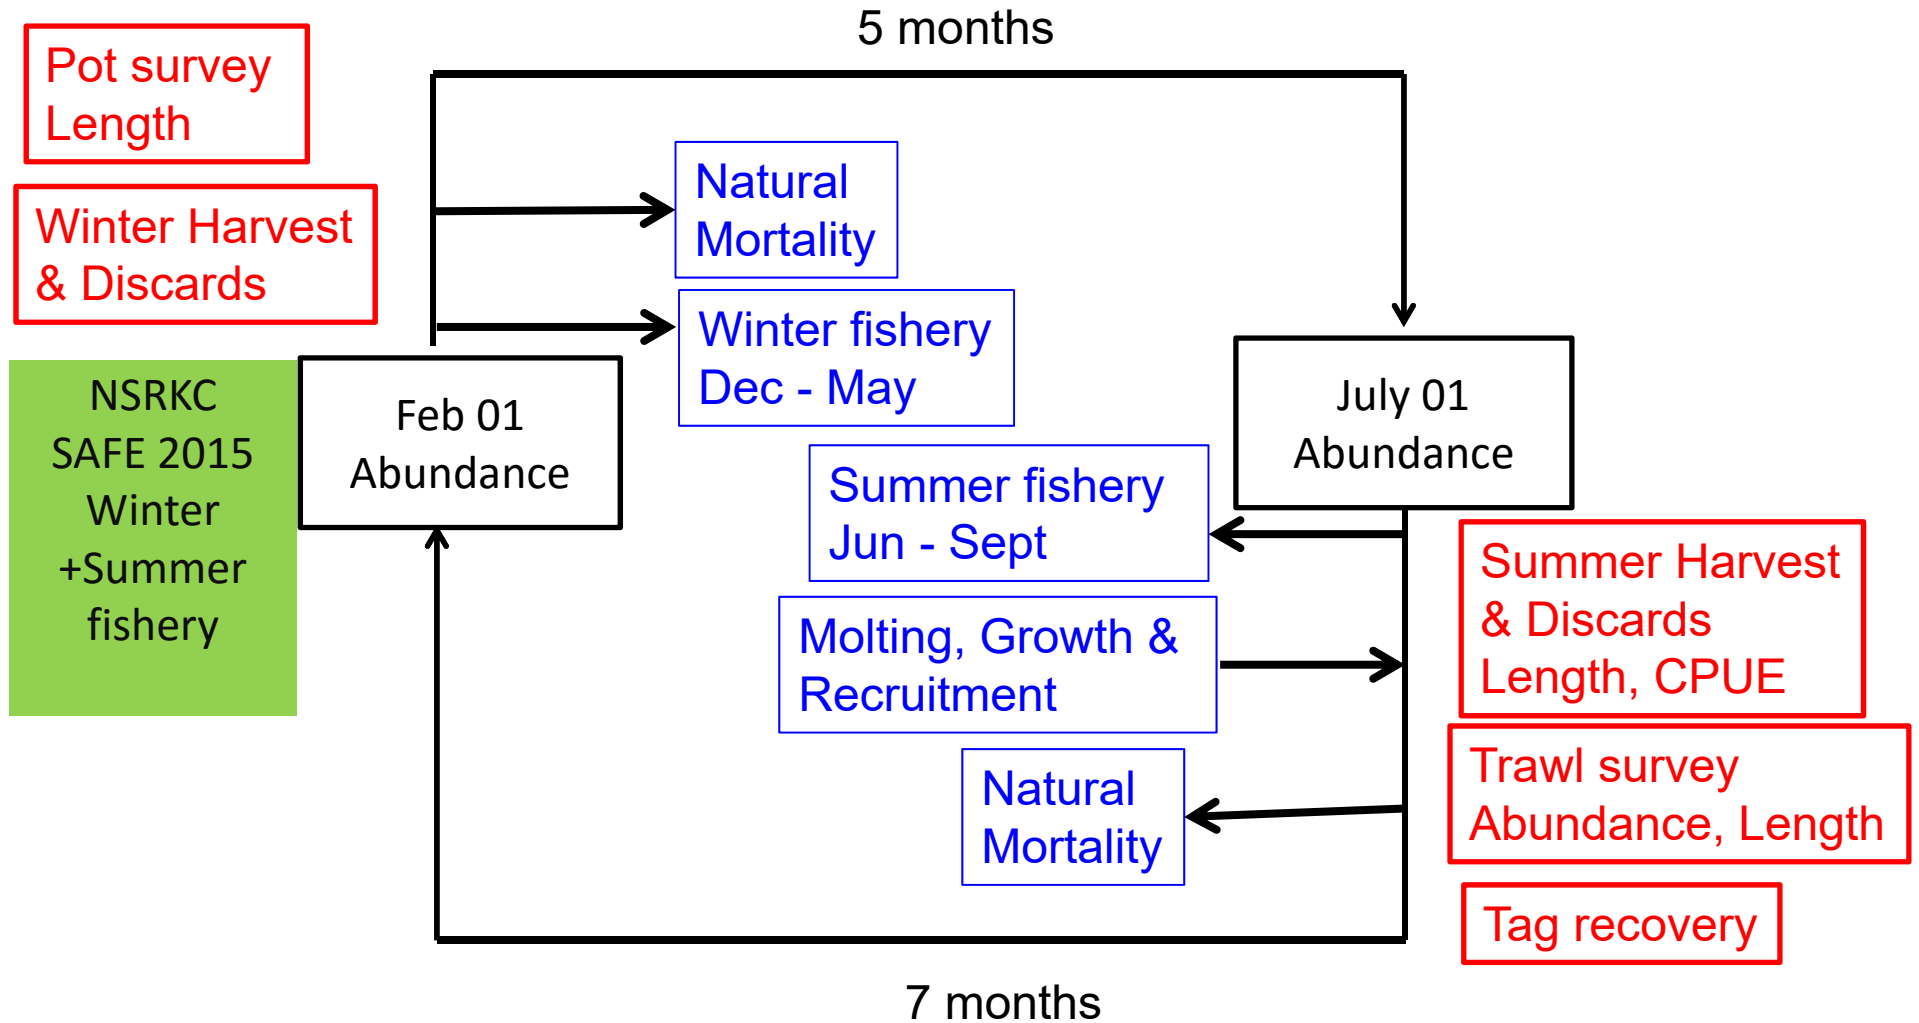 5 months
Pot survey
Length
Winter Harvest
& Discards
NSRKC
SAFE 2015
Winter
+Summer
fishery
Feb 01
Abundance
Natural
Mortality
Winter fishery
Dec - May
July 01
Abundance
Summer fishery
Jun - Sept
Molting, Growth &
Recruitment
Natural
Mortality
Summer Harvest
& Discards
Length, CPUE
Trawl survey
Abundance, Length
Tag recovery
7 months